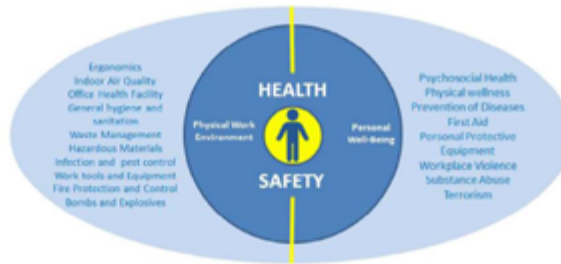 Ergonomics
Indoor Air Quality
Office Health Facility
General hygiene and
sanitation
Waste Management
Hazardous Materials
Infection and pest control
Work tools and Equipment
Fire Protection and Control
Bombs and Explosives
HEALTH
Physical Work
Environment
Personal
Well-Being
SAFETY
Psychosocial Health
Physical wellness
Prevention of Diseases
First Aid
Personal Protective
Equipment
Workplace Violence
Substance Abuse
Terrorism